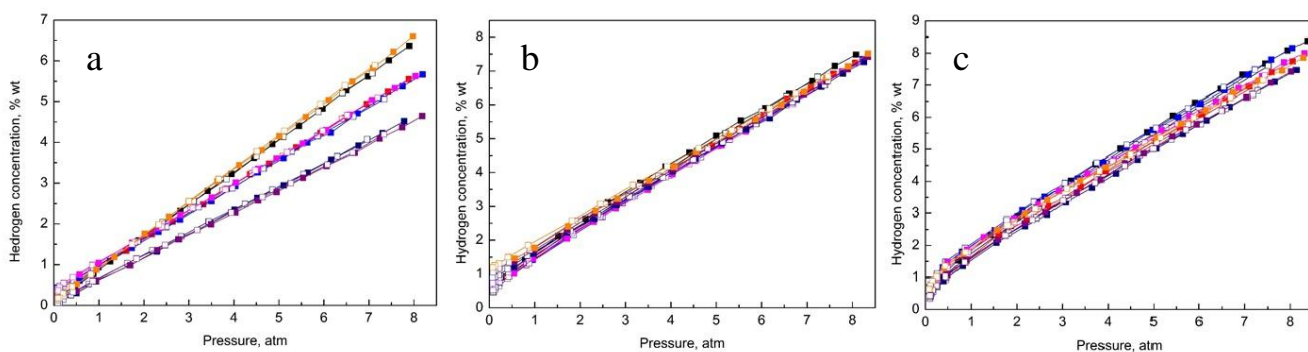 a
7
6
5
4
3
2
1
0
Hedrogen concentration, % wt
0 1 2 3 4 5 6 7 8
Pressure, atm
b
9
8
7
6
5
4
3
2
1
0
Hydrogen concentration, % wt
0 1 2 3 4 5 6 7 8
Pressure, atm
c
9
8
7
6
5
4
3
2
1
0
Hydrogen concentration, % wt
0 1 2 3 4 5 6 7 8
Pressure, atm